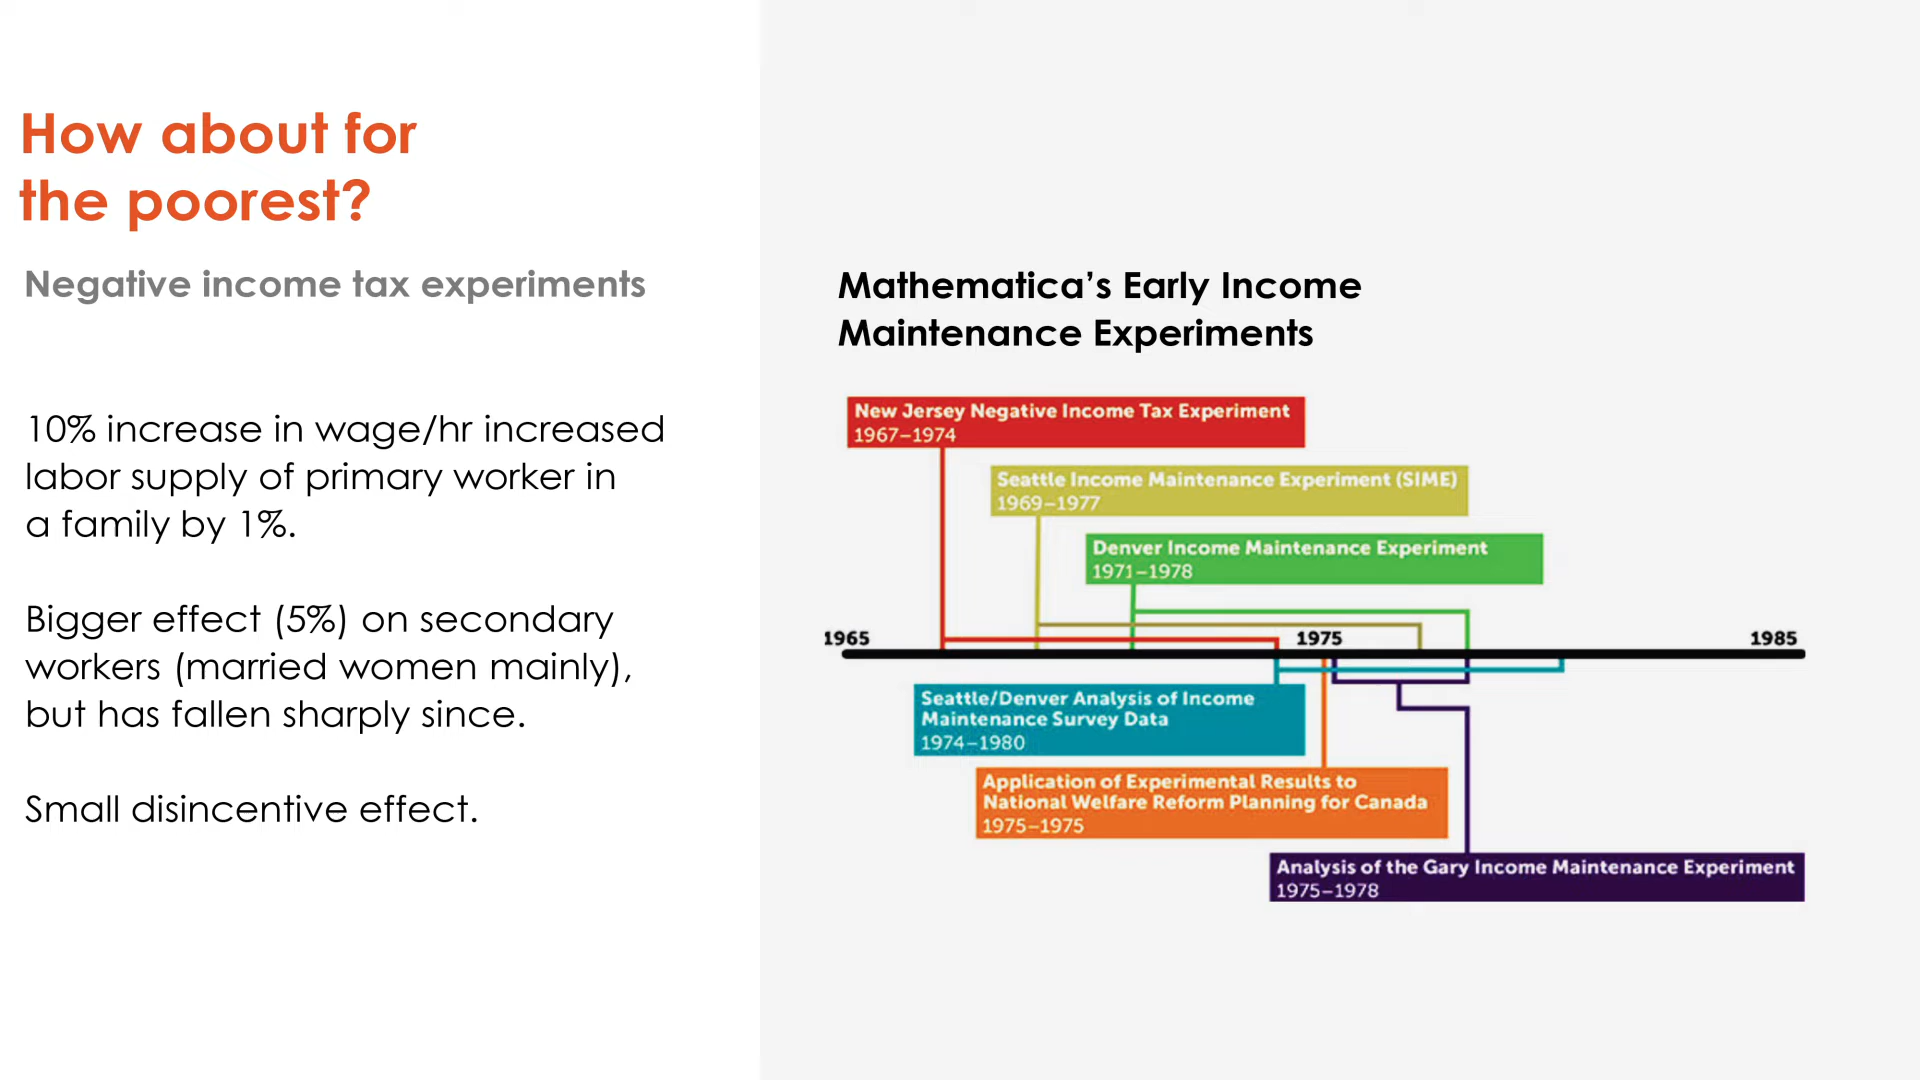 How about for
the poorest?
Negative income tax experiments
10% increase in wage/hr increased
labor supply of primary worker in
a family by 1%.
Bigger effect (5%) on secondary
workers (married women mainly),
but has fallen sharply since.
Small disincentive effect.
Mathematica’s Early Income
Maintenance Experiments
New Jersey Negative Income Tax Experiment
1967–1974
Seattle Income Maintenance Experiment (SIME)
1969–1977
Denver Income Maintenance Experiment
1971–1978
1965
1975
1985
Seattle/Denver Analysis of Income
Maintenance Survey Data
1974–1980
Application of Experimental Results to
National Welfare Reform Planning for Canada
1975–1975
Analysis of the Gary Income Maintenance Experiment
1975–1978